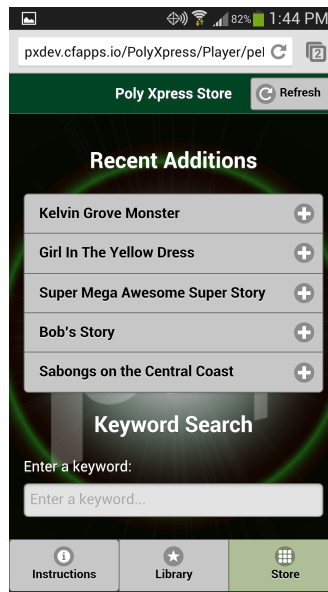 82% 1:44 PM
pxdev.cfapps.io/PolyXpress/Player/pel
2
Poly Xpress Store
Refresh
Recent Additions
Kelvin Grove Monster
Girl In The Yellow Dress
Super Mega Awesome Super Story
Bob's Story
Sabongs on the Central Coast
Keyword Search
Enter a keyword:
Enter a keyword...
Instructions
Library
Store